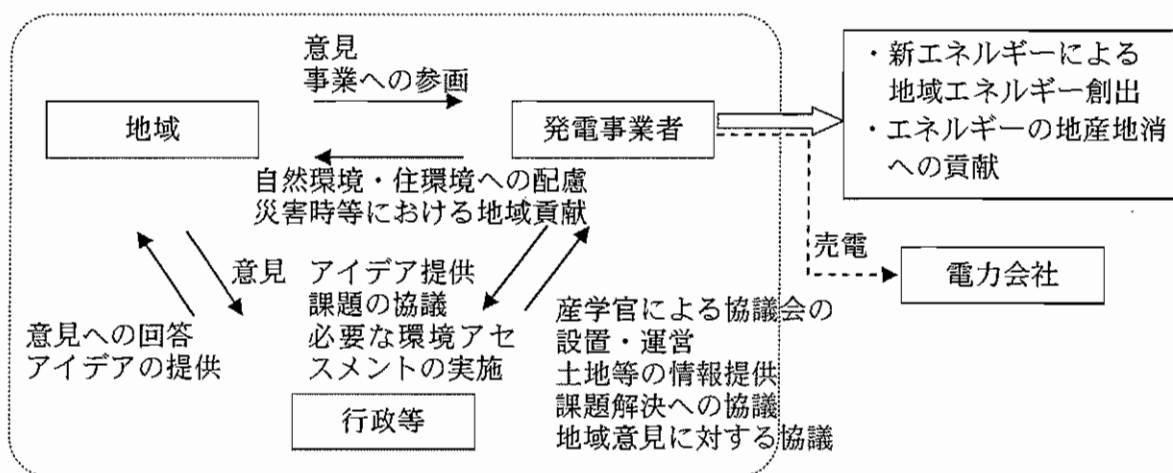 意見
事業への参画
地域
発電事業者
自然環境・住環境への配慮
災害時等における地域貢献
・新エネルギーによる
地域エネルギー創出
・エネルギーの地産地消
への貢献
売電
電力会社
意見
アイデア提供
課題の協議
必要な環境アセ
スメントの実施
意見への回答
アイデアの提供
産学官による協議会の
設置・運営
土地等の情報提供
課題解決への協議
地域意見に対する協議
行政等